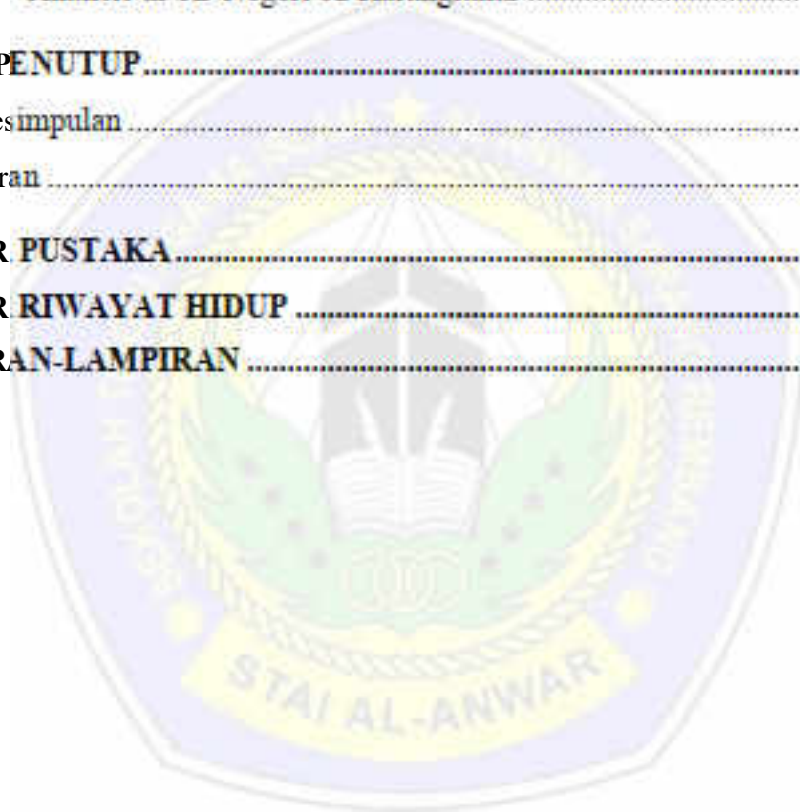 PENUTUP
esimpulan
ran
R PUSTAKA
R RIWAYAT HIDUP
RAN-LAMPIRAN
STAI AL-ANWAR